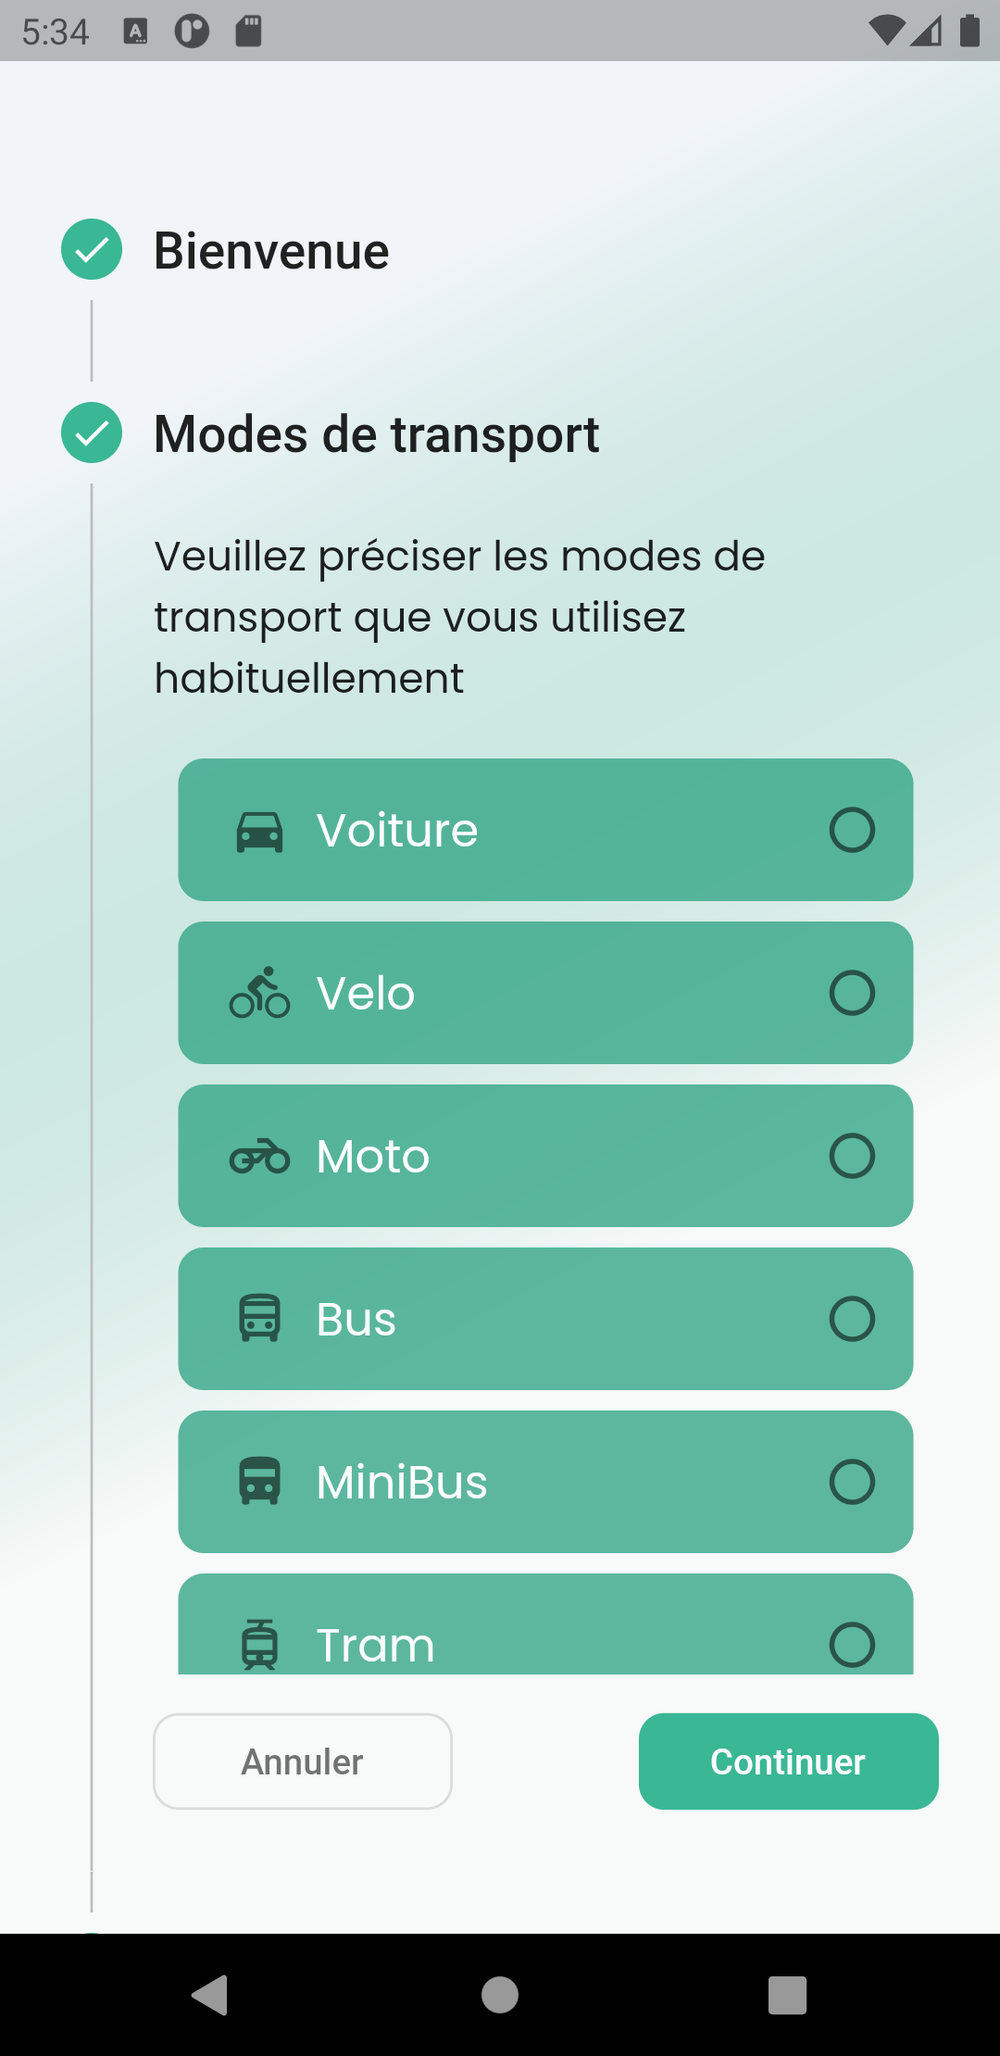 5:34
Bienvenue
Modes de transport
Veuillez préciser les modes de
transport que vous utilisez
habituellement
Voiture
Velo
Moto
Bus
MiniBus
Tram
Annuler
Continuer